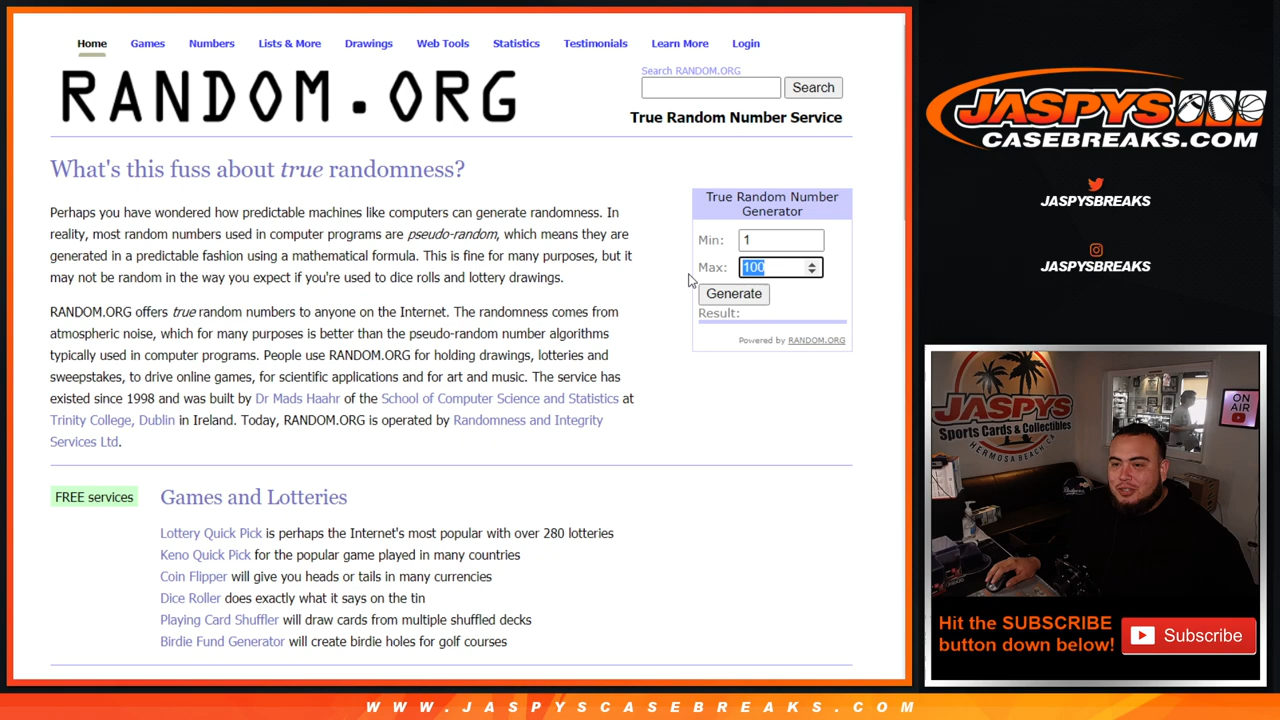 Home Games Numbers Lists & More Drawings Web Tools Statistics Testimonials Learn More Login
RANDOM.ORG
Search RANDOM.ORG
Search
True Random Number Service
What's this fuss about true randomness?
Perhaps you have wondered how predictable machines like computers can generate randomness. In
reality, most random numbers used in computer programs are pseudo-random, which means they are
generated in a predictable fashion using a mathematical formula. This is fine for many purposes, but it
may not be random in the way you expect if you're used to dice rolls and lottery drawings.
RANDOM.ORG offers true random numbers to anyone on the Internet. The randomness comes from
atmospheric noise, which for many purposes is better than the pseudo-random number algorithms
typically used in computer programs. People use RANDOM.ORG for holding drawings, lotteries and
sweepstakes, to drive online games, for scientific applications and for art and music. The service has
existed since 1998 and was built by Dr Mads Haahr of the School of Computer Science and Statistics at
Trinity College, Dublin in Ireland. Today, RANDOM.ORG is operated by Randomness and Integrity
Services Ltd.
True Random Number
Generator
Min: 1
Max: 100
Generate
Result:
Powered by RANDOM.ORG
FREE services
Games and Lotteries
Lottery Quick Pick is perhaps the Internet's most popular with over 280 lotteries
Keno Quick Pick for the popular game played in many countries
Coin Flipper will give you heads or tails in many currencies
Dice Roller does exactly what it says on the tin
Playing Card Shuffler will draw cards from multiple shuffled decks
Birdie Fund Generator will create birdie holes for golf courses
JASPYS
CASEBREAKS.COM
JASPYSBREAKS
JASPYSBREAKS
JASPYS
Sports Cards & Collectibles
HERMOSA BEACH, CA
ON
AIR
Hit the SUBSCRIBE
button down below!
Subscribe
WWW.JASPYSCASEBREAKS.COM